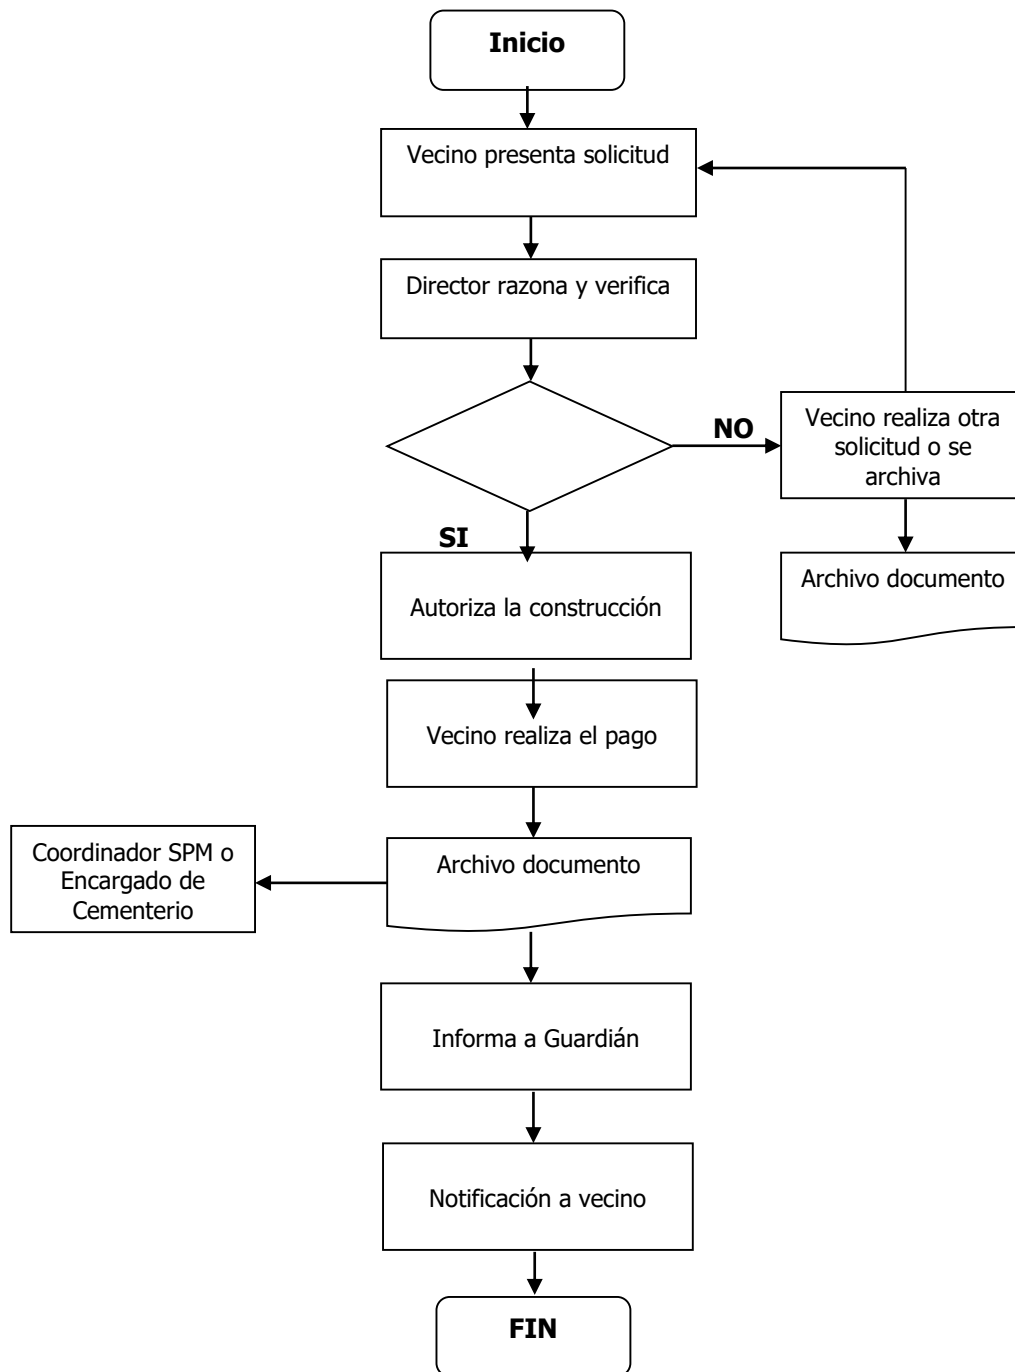 Inicio
Vecino presenta solicitud
Director razona y verifica
NO
Vecino realiza otra
solicitud o se
archiva
SI
Archivo documento
Autoriza la construcción
Vecino realiza el pago
Coordinador SPM o
Encargado de
Cementerio
Archivo documento
Informa a Guardián
Notificación a vecino
FIN